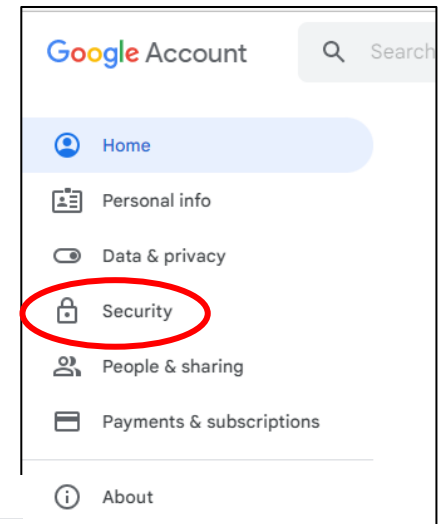 Google Account
Search
Home
Personal info
Data & privacy
Security
People & sharing
Payments & subscriptions
About